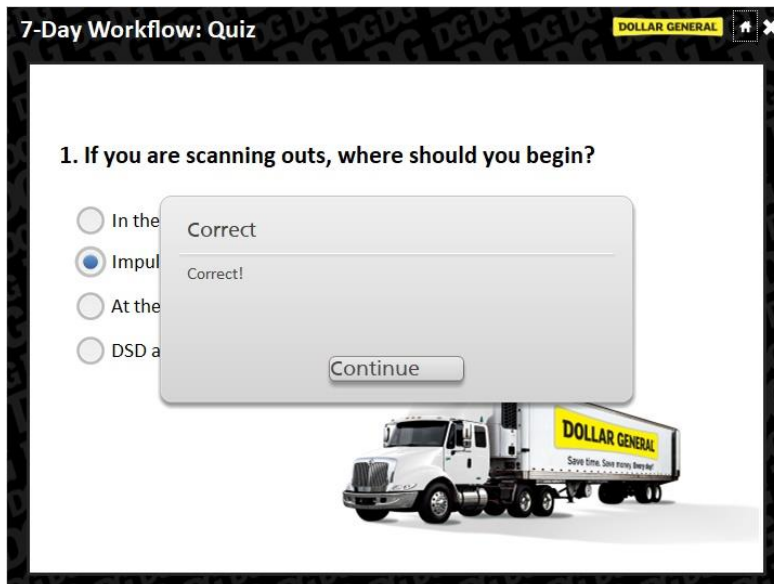 7-Day Workflow: Quiz
DOLLAR GENERAL
1. If you are scanning outs, where should you begin?
In the
Impul
At the
DSD a
Correct
Correct!
Continue
DOLLAR GENERAL
Save time. Save money. Every day!